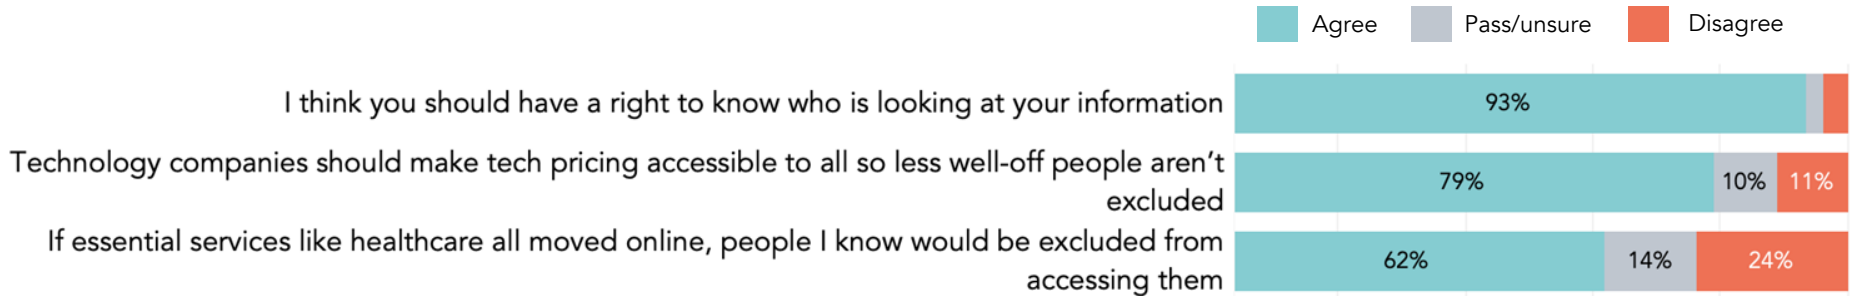 Agree Pass/unsure Disagree
I think you should have a right to know who is looking at your information 93%
Technology companies should make tech pricing accessible to all so less well-off people aren’t
excluded
79% 10% 11%
If essential services like healthcare all moved online, people I know would be excluded from
accessing them
62% 14% 24%